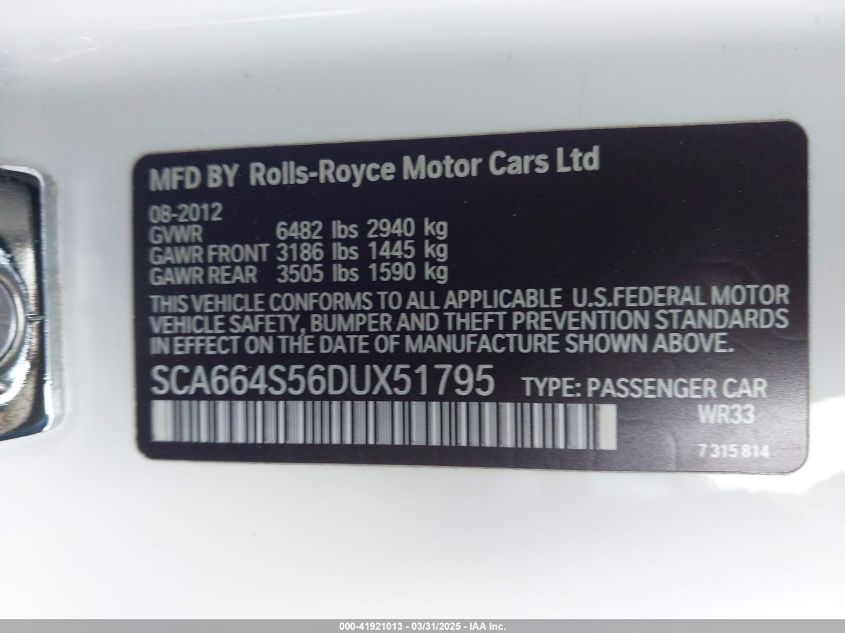 MFD BY Rolls-Royce Motor Cars Ltd
08-2012
GVWR 6482 lbs 2940 kg
GAWR FRONT 3186 lbs 1445 kg
GAWR REAR 3505 lbs 1590 kg
THIS VEHICLE CONFORMS TO ALL APPLICABLE U.S.FEDERAL MOTOR
VEHICLE SAFETY, BUMPER AND THEFT PREVENTION STANDARDS
IN EFFECT ON THE DATE OF MANUFACTURE SHOWN ABOVE.
SCA664S56DUX51795 TYPE: PASSENGER CAR
WR33
7 315 814
000-41921013 - 03/31/2025 - IAA Inc.